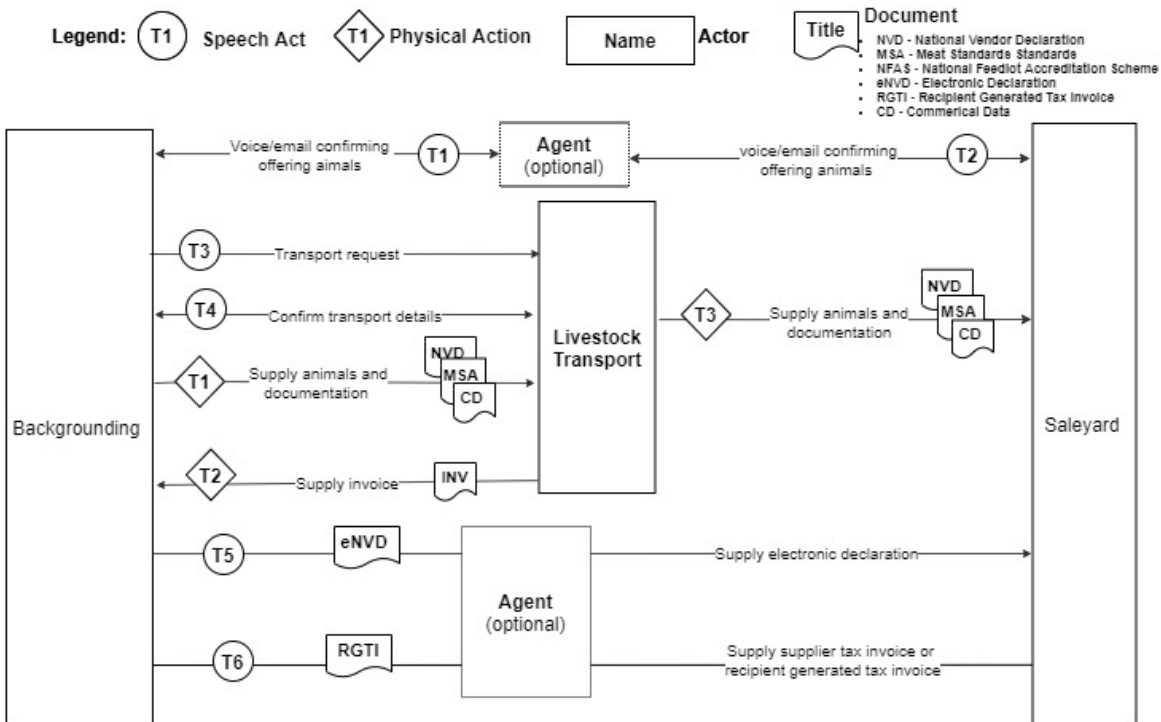 Legend:
T1
Speech Act
T1
Physical Action
Name
Actor
Title
Document
NVD - National Vendor Declaration
MSA - Meat Standards Standards
NFAS - National Feedlot Accreditation Scheme
eNVD - Electronic Declaration
RGTI - Recipient Generated Tax Invoice
CD - Commerical Data
Voice/email confirming
offering aimals
T1
Agent
(optional)
voice/email confirming
offering animals
T2
T3
Transport request
T4
Confirm transport details
Livestock
Transport
T3
Supply animals and
documentation
NVD
MSA
CD
T1
Supply animals and
documentation
NVD
MSA
CD
Backgrounding
Saleyard
T2
Supply invoice
INV
T5
eNVD
Supply electronic declaration
Agent
(optional)
T6
RGTI
Supply supplier tax invoice or
recipient generated tax invoice